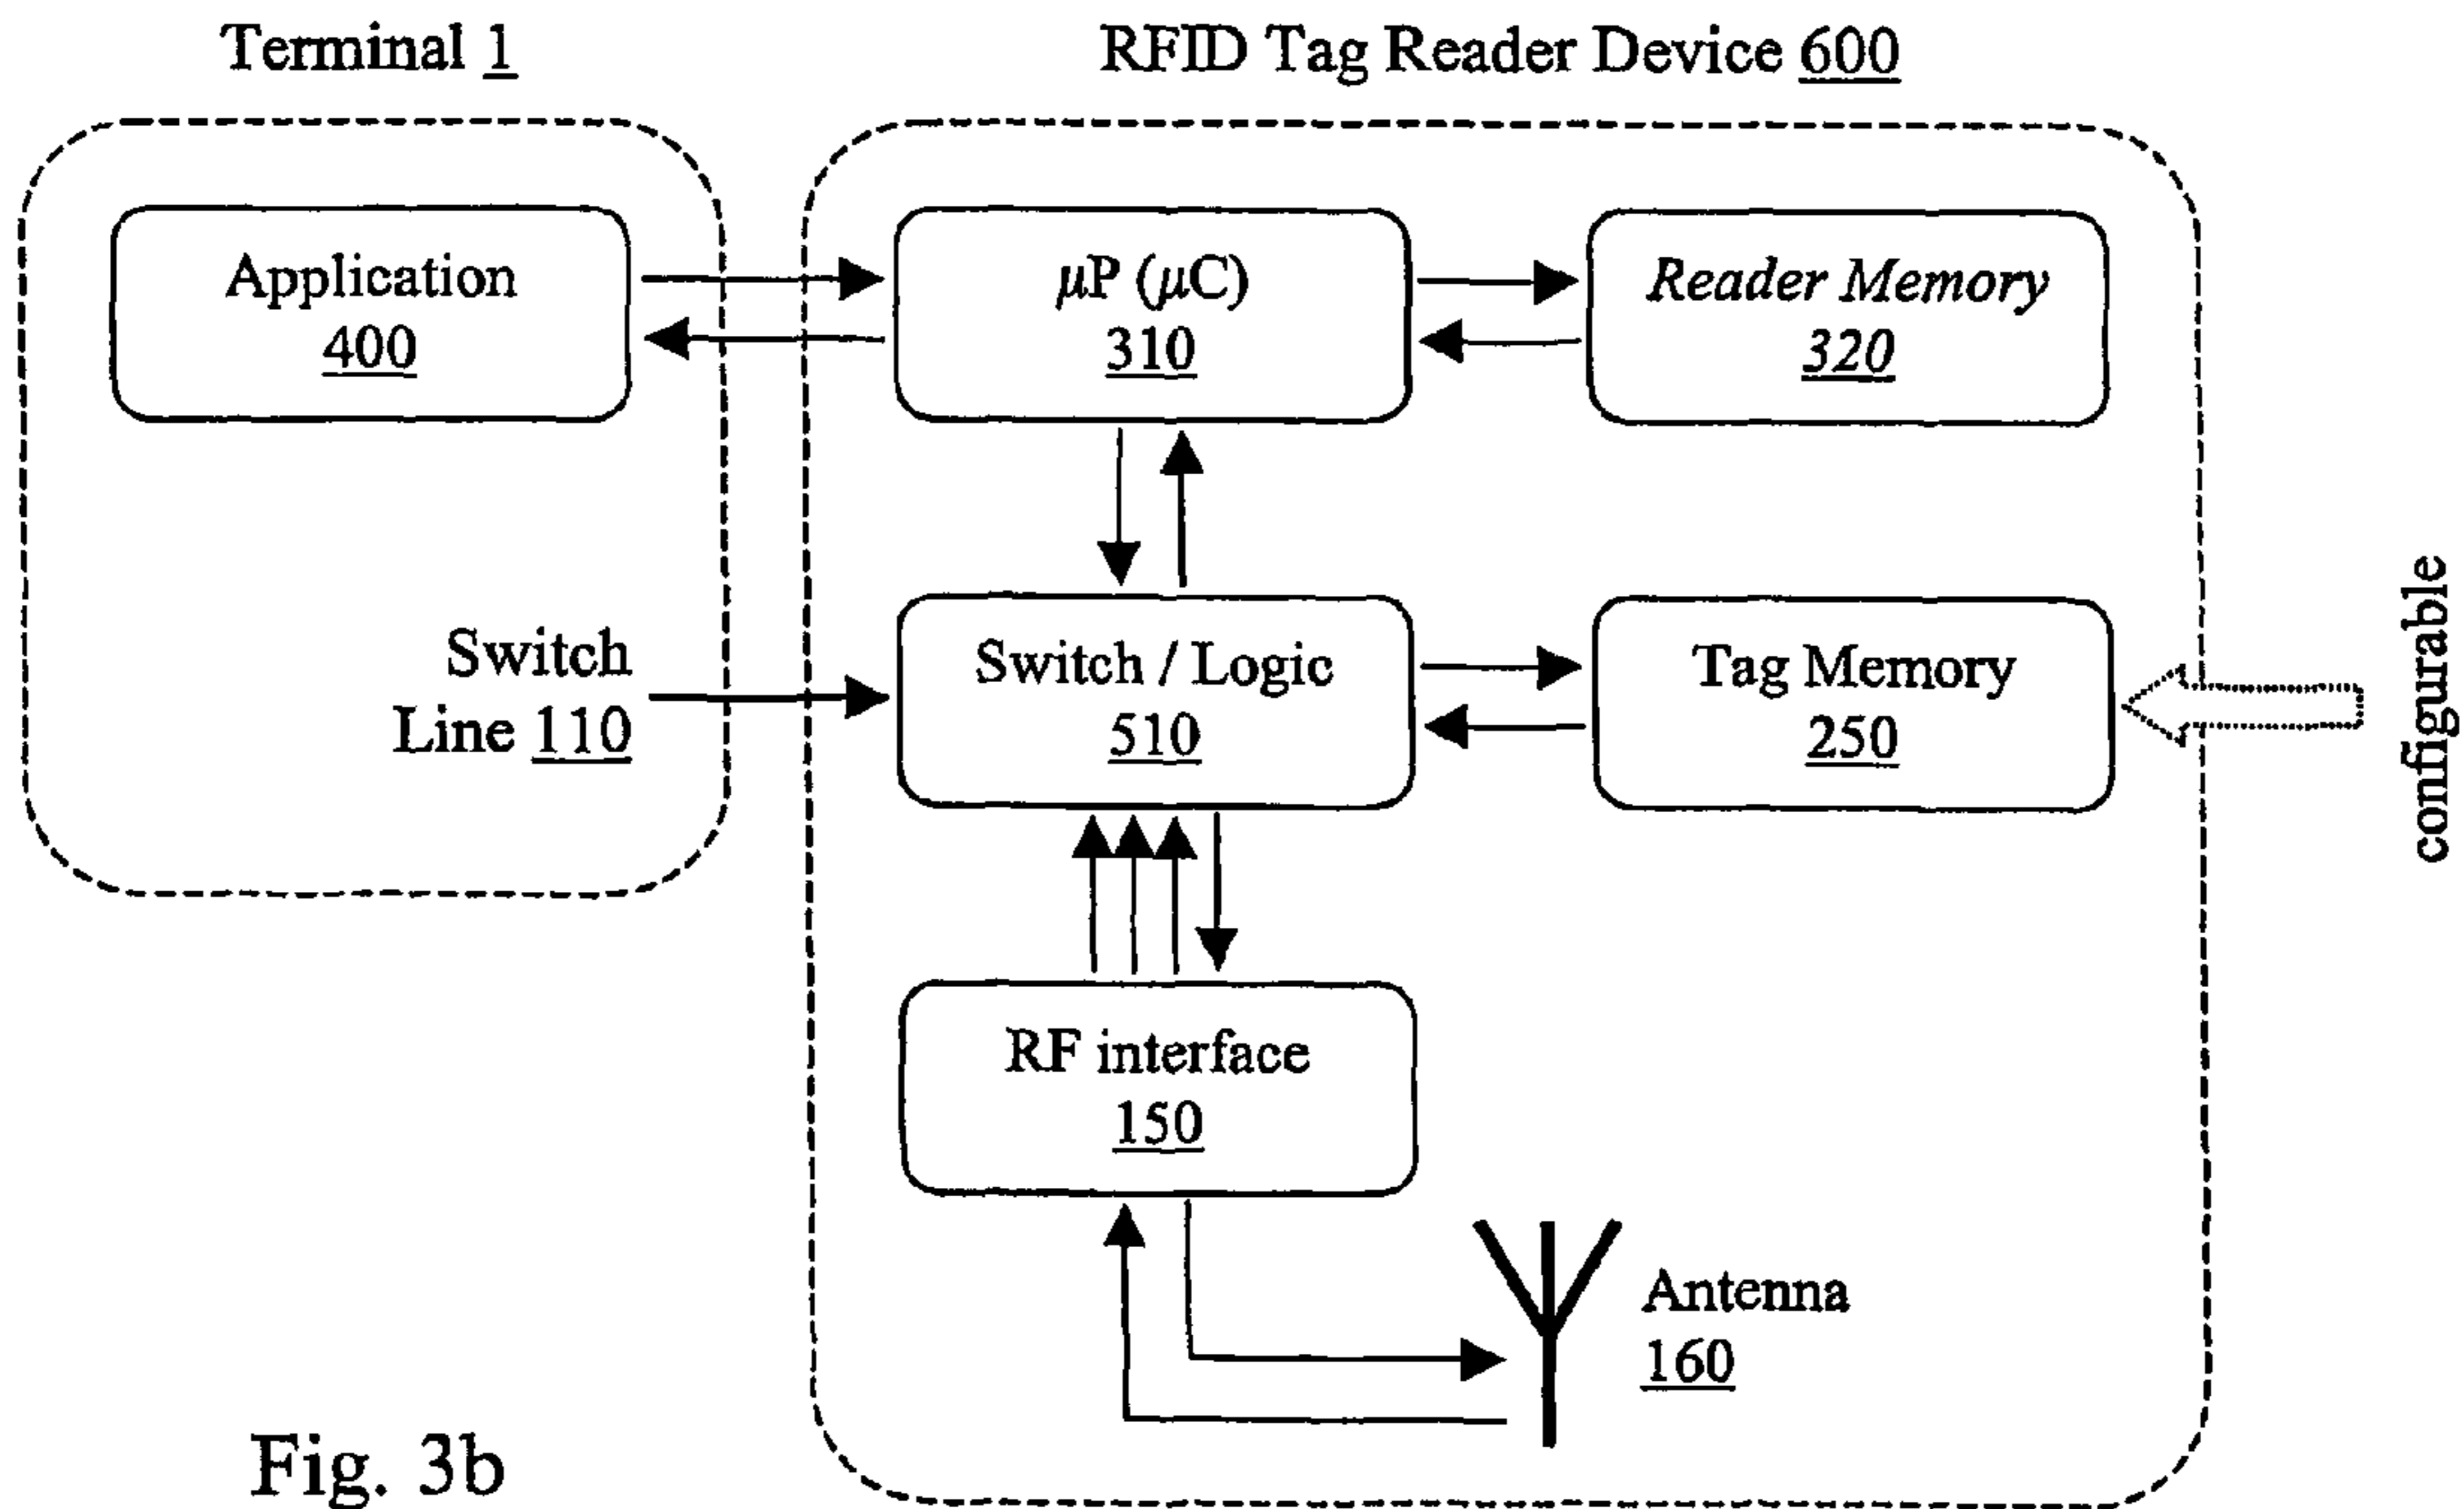 Terminal 1
RFID Tag Reader Device 600
Application
400
μP (μC)
310
Reader Memory
320
Switch
Line 110
Switch / Logic
510
Tag Memory
250
configurable
RF interface
150
Antenna
160
Fig. 3b